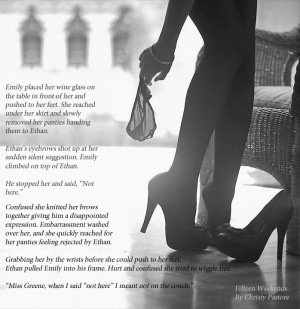 Emily placed her wine glass on
the table in front of her and
pushed to her feet. She reached
under her skirt and slowly
removed her panties handing
them to Ethan.
Ethan's eyebrows shot up at her
sudden silent suggestion. Emily
climbed on top of Ethan.
He stopped her and said, "Not
here."
Confused she knitted her brows
together giving him a disappointed
expression. Embarrassment washed
over her, and she quickly reached for
her panties feeling rejected by Ethan.
Grabbing her by the wrists before she could push to her feet.
Ethan pulled Emily into his frame. Hurt and confused she tried to wiggle free.
"Miss Greene, when I said "not here" I meant not on the couch."
Fifteen Weekends
By Christy Pastore